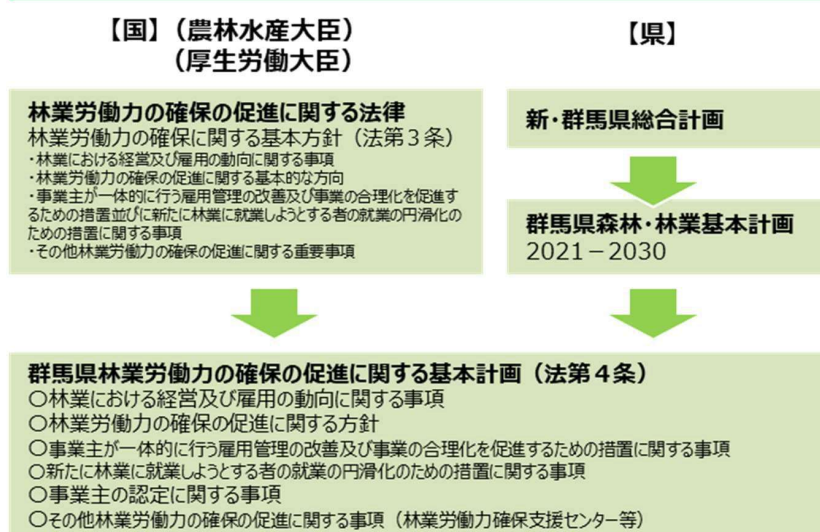 【国】（農林水産大臣）
（厚生労働大臣）
【県】
林業労働力の確保の促進に関する法律
林業労働力の確保に関する基本方針（法第３条）
・林業における経営及び雇用の動向に関する事項
・林業労働力の確保の促進に関する基本的な方向
・事業主が一体的に行う雇用管理の改善及び事業の合理化を促進す
るための措置並びに新たに林業に就業しようとする者の就業の円滑化の
ための措置に関する事項
・その他林業労働力の確保の促進に関する重要事項
新・群馬県総合計画
群馬県森林・林業基本計画
2021－2030
群馬県林業労働力の確保の促進に関する基本計画（法第４条）
○林業における経営及び雇用の動向に関する事項
○林業労働力の確保の促進に関する方針
○事業主が一体的に行う雇用管理の改善及び事業の合理化を促進するための措置に関する事項
○新たに林業に就業しようとする者の就業の円滑化のための措置に関する事項
○事業主の認定に関する事項
○その他林業労働力の確保の促進に関する事項（林業労働力確保支援センター等）